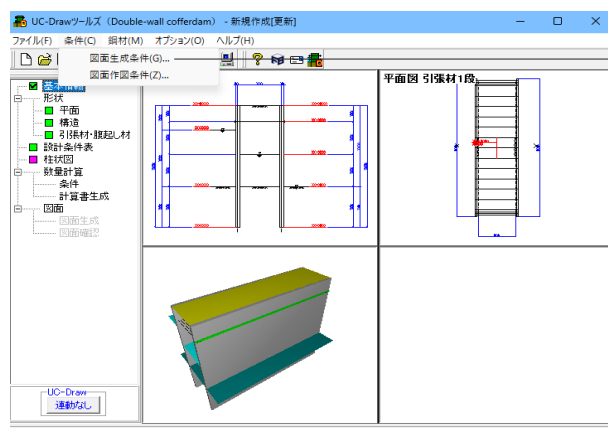 UC-Drawツールズ（Double-wall cofferdam） - 新規作成[更新]
ファイル(F) 条件(C) 鋼材(M) オプション(O) ヘルプ(H)
図面生成条件(G)...
図面作図条件(Z)...
基本情報
形状
平面
構造
引張材・腹起し材
設計条件表
柱状図
数量計算
条件
計算書生成
図面
図面生成
図面確認
UC-Draw
連動なし
平面図 引張材1段